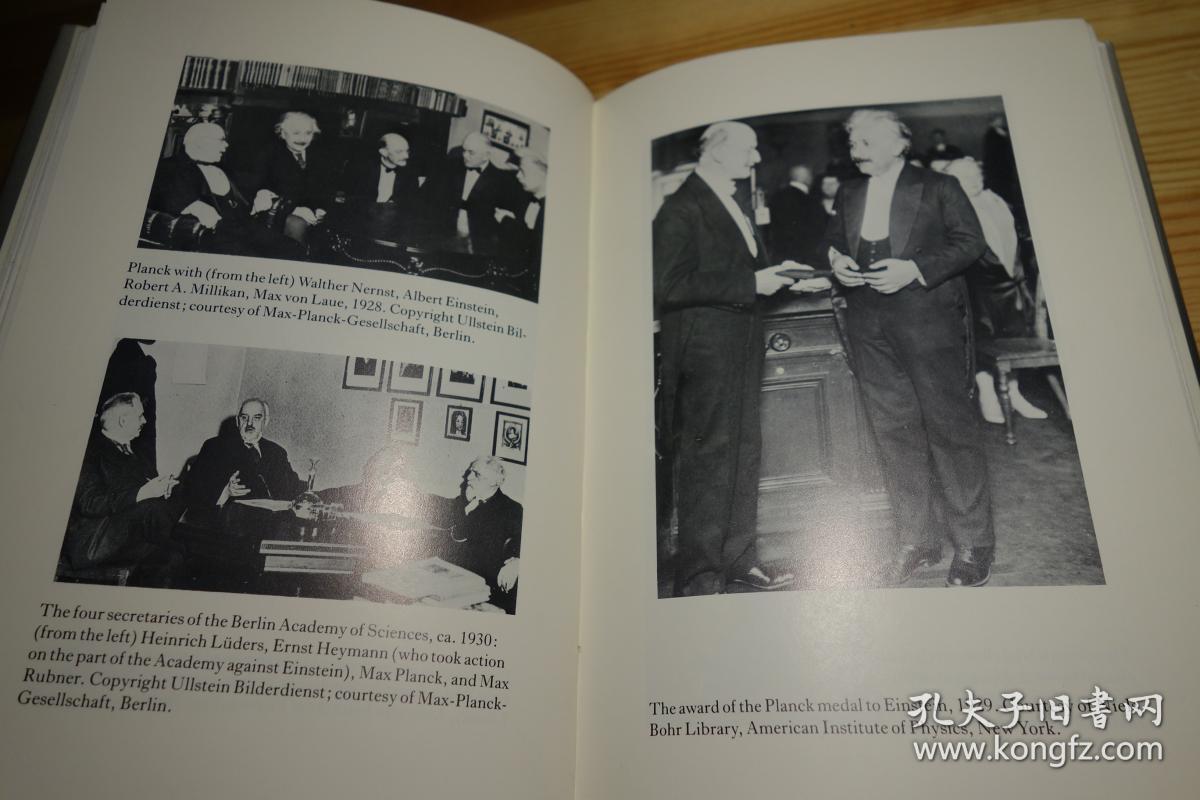 Planck with (from the left) Walther Nernst, Albert Einstein,
Robert A. Millikan, Max von Laue, 1928. Copyright Ullstein Bil-
derdienst; courtesy of Max-Planck-Gesellschaft, Berlin.
The four secretaries of the Berlin Academy of Sciences, ca. 1930:
(from the left) Heinrich Lüders, Ernst Heymann (who took action
on the part of the Academy against Einstein), Max Planck, and Max
Rubner. Copyright Ullstein Bilderdienst; courtesy of Max-Planck-
Gesellschaft, Berlin.
The award of the Planck medal to Einstein, 1929. Courtesy of
Bohr Library, American Institute of Physics, New York.
孔夫子旧书网
www.kongfz.com